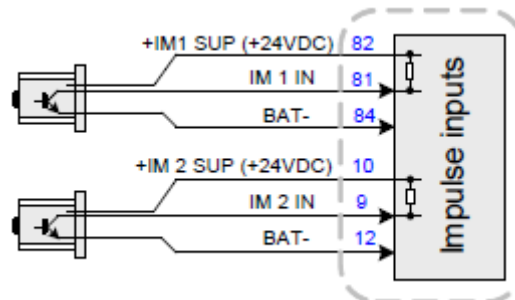 +IM1 SUP (+24VDC) 82
IM 1 IN 81
BAT- 84
+IM 2 SUP (+24VDC) 10
IM 2 IN 9
BAT- 12
Impulse inputs